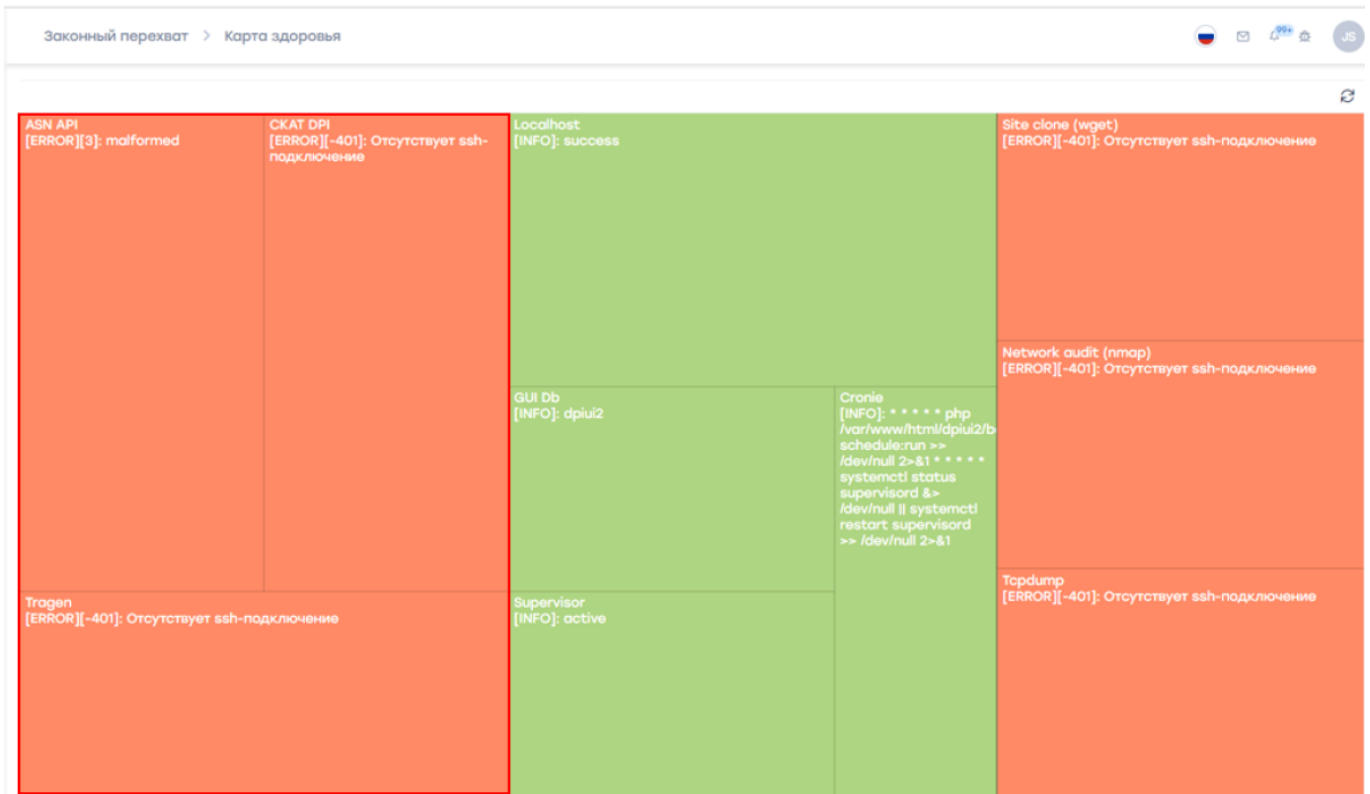 Законный перехват > Карта здоровья
99+
JS
ASN API
[ERROR][3]: malformed
СКАТ DPI
[ERROR][-401]: Отсутствует ssh-
подключение
Localhost
[INFO]: success
Site clone (wget)
[ERROR][-401]: Отсутствует ssh-подключение
Network audit (nmap)
[ERROR][-401]: Отсутствует ssh-подключение
GUI Db
[INFO]: dpiui2
Cronie
[INFO]: * * * * * php
/var/www/html/dpiui2/b
schedule:run >>
/dev/null 2>&1 * * * * *
systemctl status
supervisord &>
/dev/null || systemctl
restart supervisord
>> /dev/null 2>&1
Tcpdump
[ERROR][-401]: Отсутствует ssh-подключение
Tragen
[ERROR][-401]: Отсутствует ssh-подключение
Supervisor
[INFO]: active